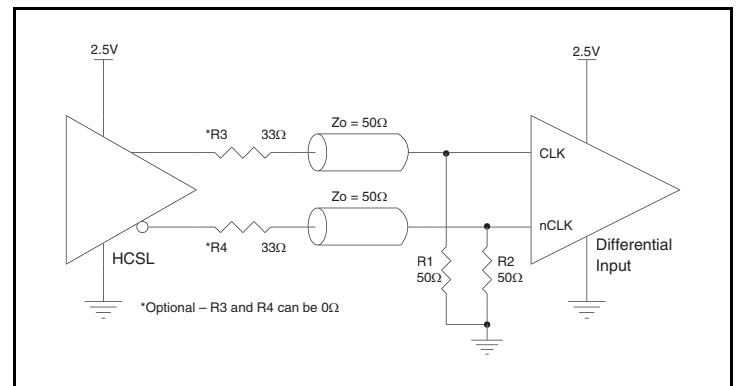 2.5V
2.5V
*R3 33Ω
Zo = 50Ω
CLK
Zo = 50Ω
nCLK
*R4 33Ω
HCSL
R1
50Ω
R2
50Ω
Differential
Input
*Optional – R3 and R4 can be 0Ω